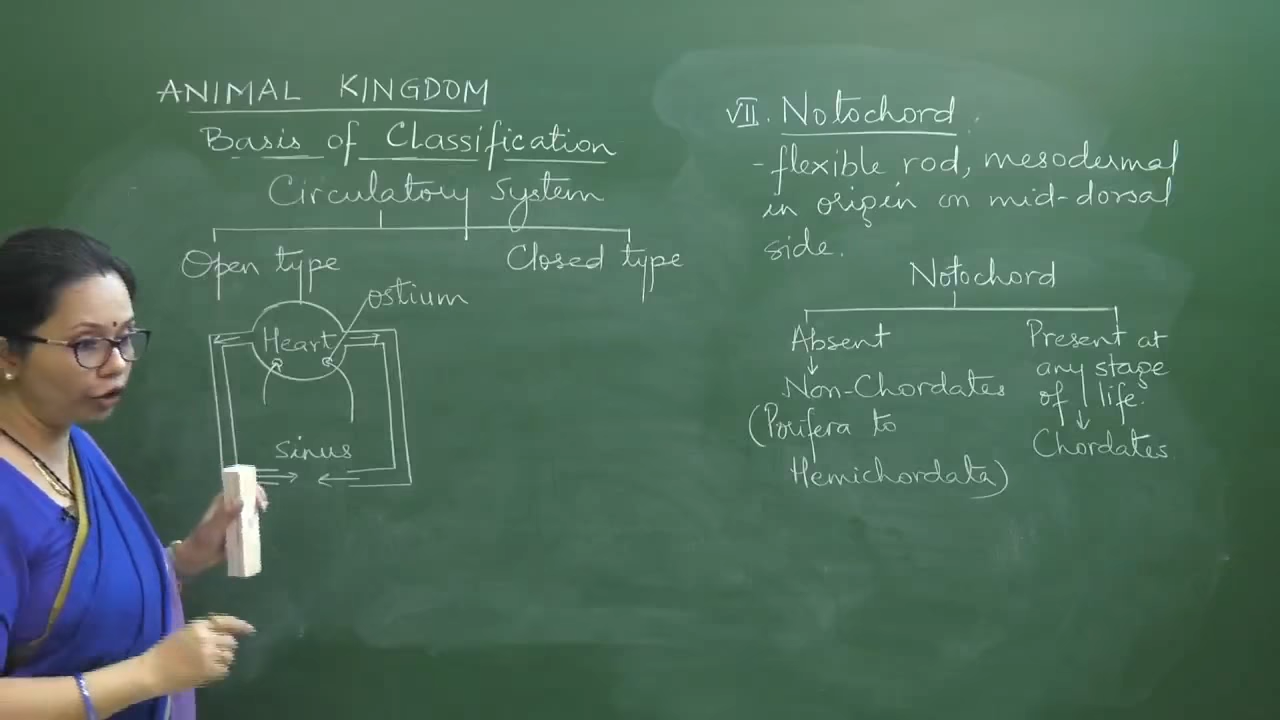 ANIMAL KINGDOM
Basis of Classification
Circulatory System
Open type
Closed type
ostium
Heart
sinus
VII. Notochord
- flexible rod, mesodermal
in origin on mid-dorsal
side.
Notochord
Absent
Non-Chordates
(Porifera to
Hemichordata)
Present at
any stage
of life.
Chordates